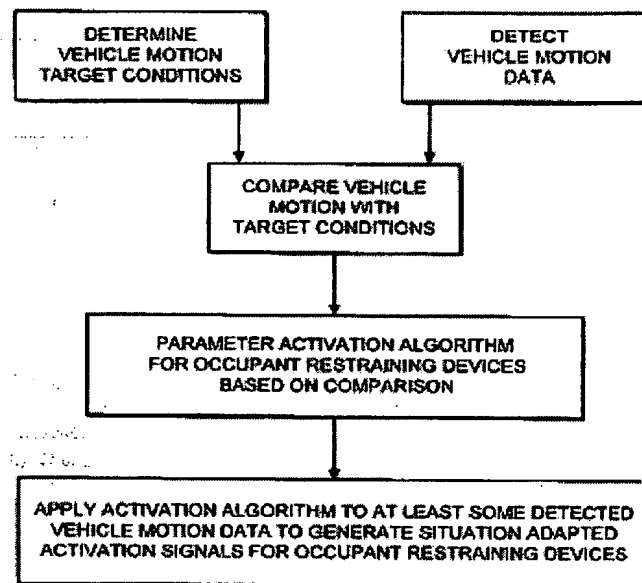 DETERMINE
VEHICLE MOTION
TARGET CONDITIONS
DETECT
VEHICLE MOTION
DATA
COMPARE VEHICLE
MOTION WITH
TARGET CONDITIONS
PARAMETER ACTIVATION ALGORITHM
FOR OCCUPANT RESTRAINING DEVICES
BASED ON COMPARISON
APPLY ACTIVATION ALGORITHM TO AT LEAST SOME DETECTED
VEHICLE MOTION DATA TO GENERATE SITUATION ADAPTED
ACTIVATION SIGNALS FOR OCCUPANT RESTRAINING DEVICES